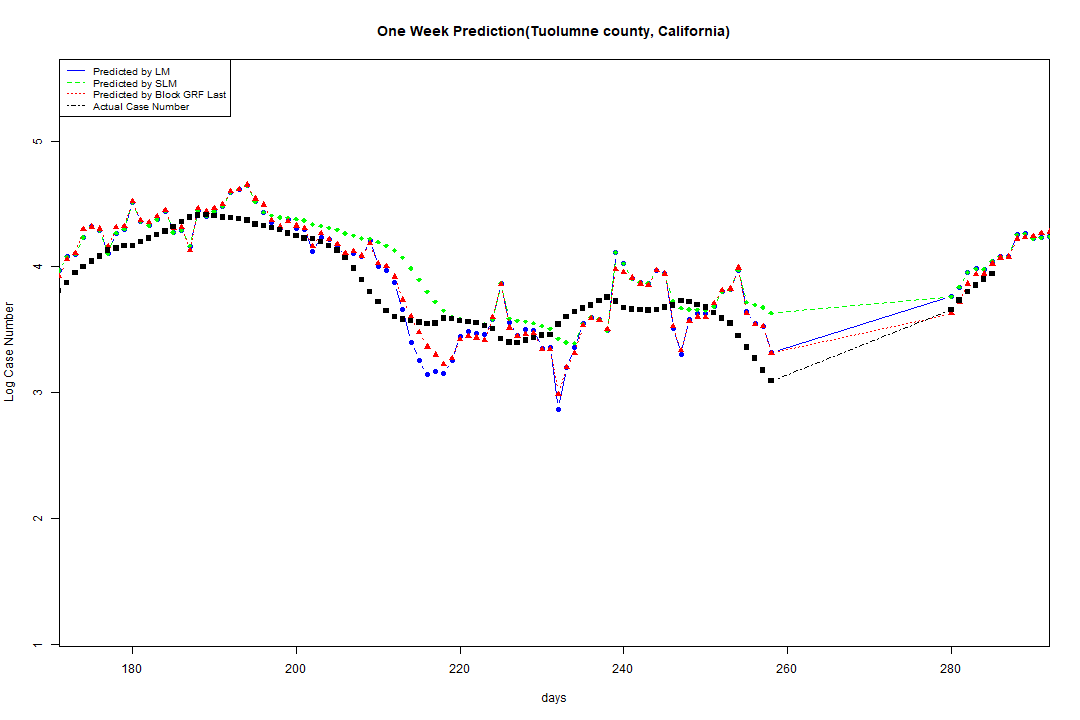 One Week Prediction(Tuolumne county, California)
Predicted by LM
Predicted by SLM
Predicted by Block GRF Last
Actual Case Number
5
4
3
2
1
Log Case Number
180 200 220 240 260 280
days